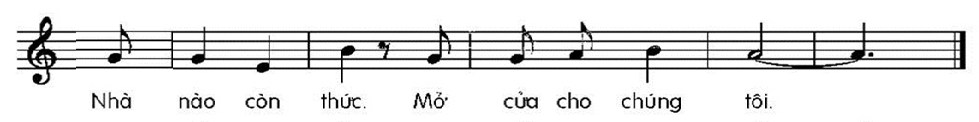 Nhà nào còn thức. Mở cửa cho chúng tôi.